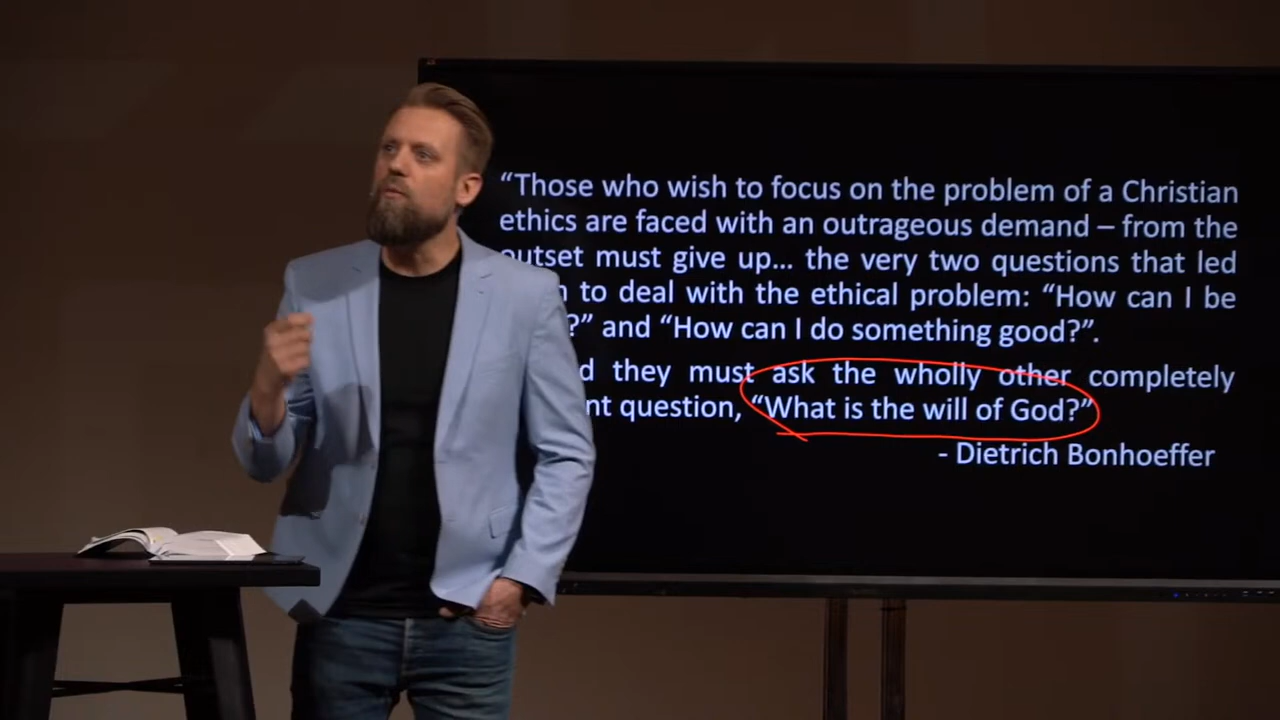 “Those who wish to focus on the problem of a Christian
ethics are faced with an outrageous demand – from the
outset must give up... the very two questions that led
to deal with the ethical problem: “How can I be
?” and “How can I do something good?”.
they must ask the wholly other completely
question, “What is the will of God?”
- Dietrich Bonhoeffer